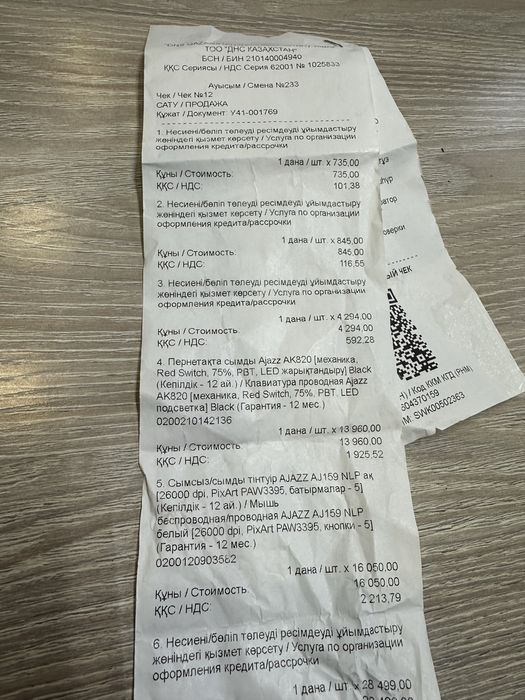 ТОО "ДНС КАЗАХСТАН"
БСН / БИН 210140004940
ҚҚС Сериясы / НДС Серия 62001 № 1025833
Ауысым / Смена №233
Чек / Чек №12
САТУ / ПРОДАЖА
Құжат / Документ: У41-001769
1. Несиені/бөліп төлеуді ресімдеуді ұйымдастыру
жөніндегі қызмет көрсету / Услуга по организации
оформления кредита/рассрочки
1 дана / шт. x 735,00
Құны / Стоимость: 735,00
ҚҚС / НДС: 101,38
2. Несиені/бөліп төлеуді ресімдеуді ұйымдастыру
жөніндегі қызмет көрсету / Услуга по организации
оформления кредита/рассрочки
1 дана / шт. x 845,00
Құны / Стоимость: 845,00
ҚҚС / НДС: 116,55
3. Несиені/бөліп төлеуді ресімдеуді ұйымдастыру
жөніндегі қызмет көрсету / Услуга по организации
оформления кредита/рассрочки
1 дана / шт. x 4 294,00
Құны / Стоимость: 4 294,00
ҚҚС / НДС: 592,28
4. Пернетақта сымды Ajazz AK820 [механика,
Red Switch, 75%, PBT, LED жарықтандыру] Black
(Кепілдік - 12 ай.) / Клавиатура проводная Ajazz
AK820 [механика, Red Switch, 75%, PBT, LED
подсветка] Black (Гарантия - 12 мес.)
0200210142136
1 дана / шт. x 13 960,00
Құны / Стоимость: 13 960,00
ҚҚС / НДС: 1 925,52
5. Сымсыз/сымды тінтуір AJAZZ AJ159 NLP ақ
[26000 dpi, PixArt PAW3395, батырмалар - 5]
(Кепілдік - 12 ай.) / Мышь
беспроводная/проводная AJAZZ AJ159 NLP
белый [26000 dpi, PixArt PAW3395, кнопки - 5]
(Гарантия - 12 мес.)
0200120903582
1 дана / шт. x 16 050,00
Құны / Стоимость: 16 050,00
ҚҚС / НДС: 2 213,79
6. Несиені/бөліп төлеуді ресімдеуді ұйымдастыру
жөніндегі қызмет көрсету / Услуга по организации
оформления кредита/рассрочки
1 дана / шт. x 28 499,00
ЫЙ ЧЕК
Н) / Код ККМ КГД (РНМ)
604370159
М: SWK00502363